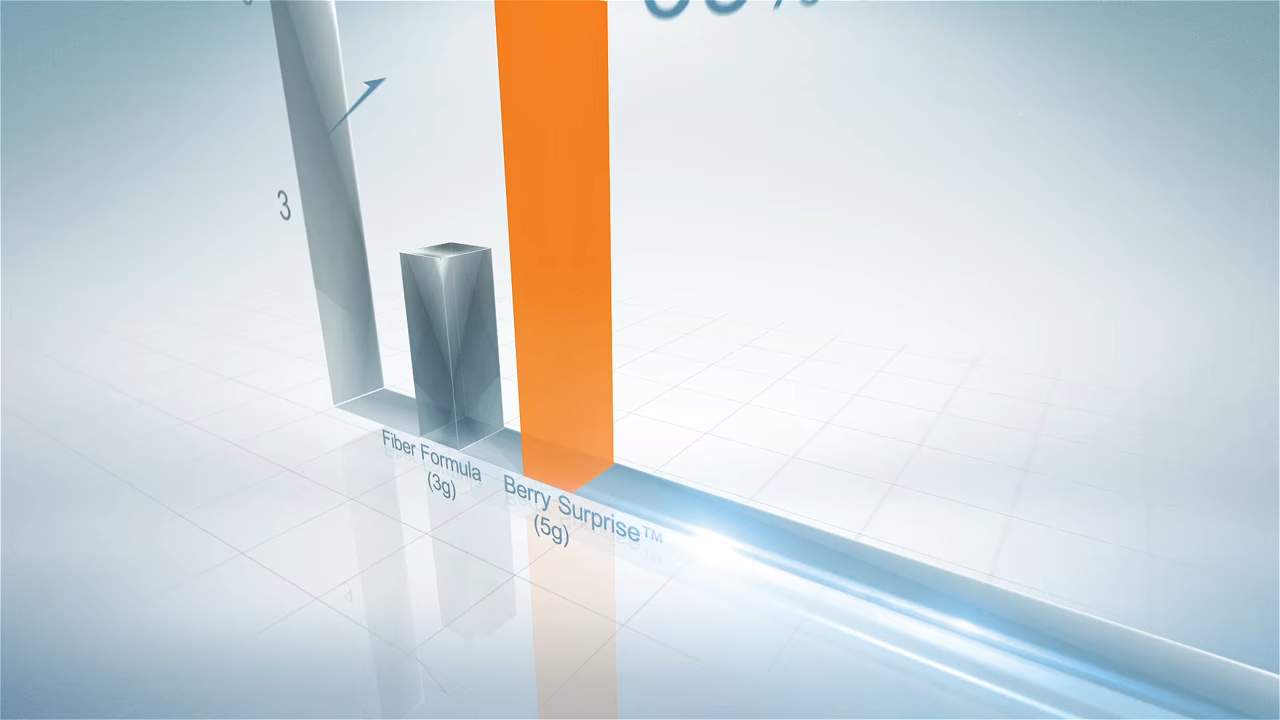 3
Fiber Formula
(3g)
Berry Surprise™
(5g)